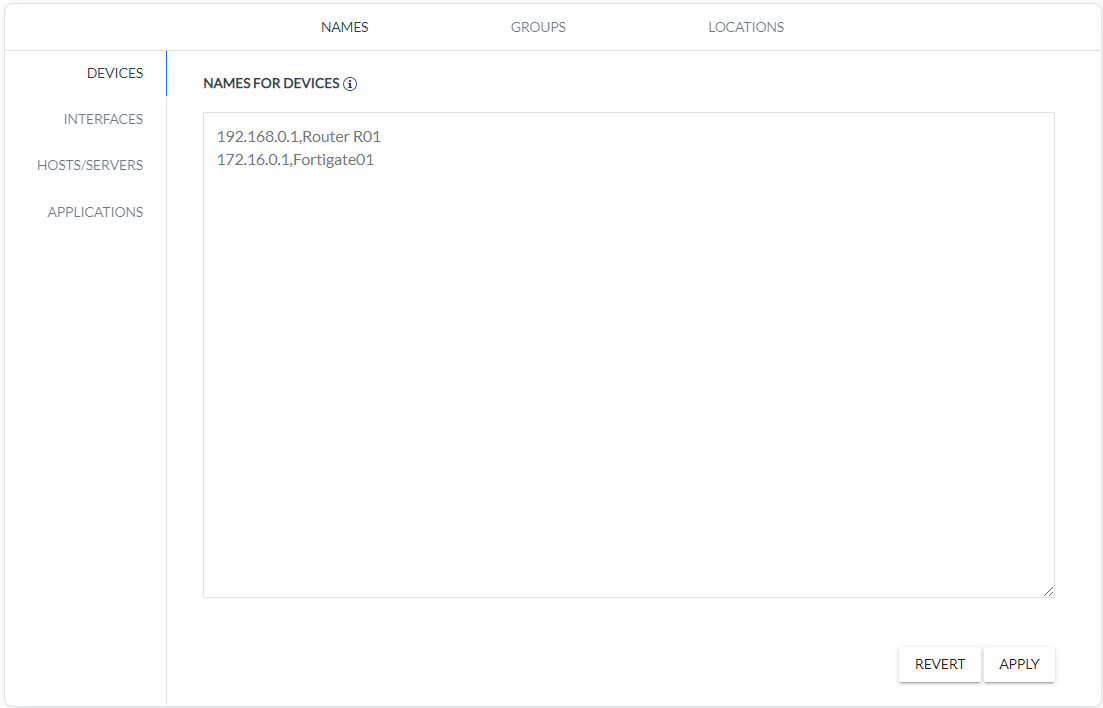 NAMES GROUPS LOCATIONS
DEVICES
INTERFACES
HOSTS/SERVERS
APPLICATIONS
NAMES FOR DEVICES
192.168.0.1,Router R01
172.16.0.1,Fortigate01
REVERT APPLY